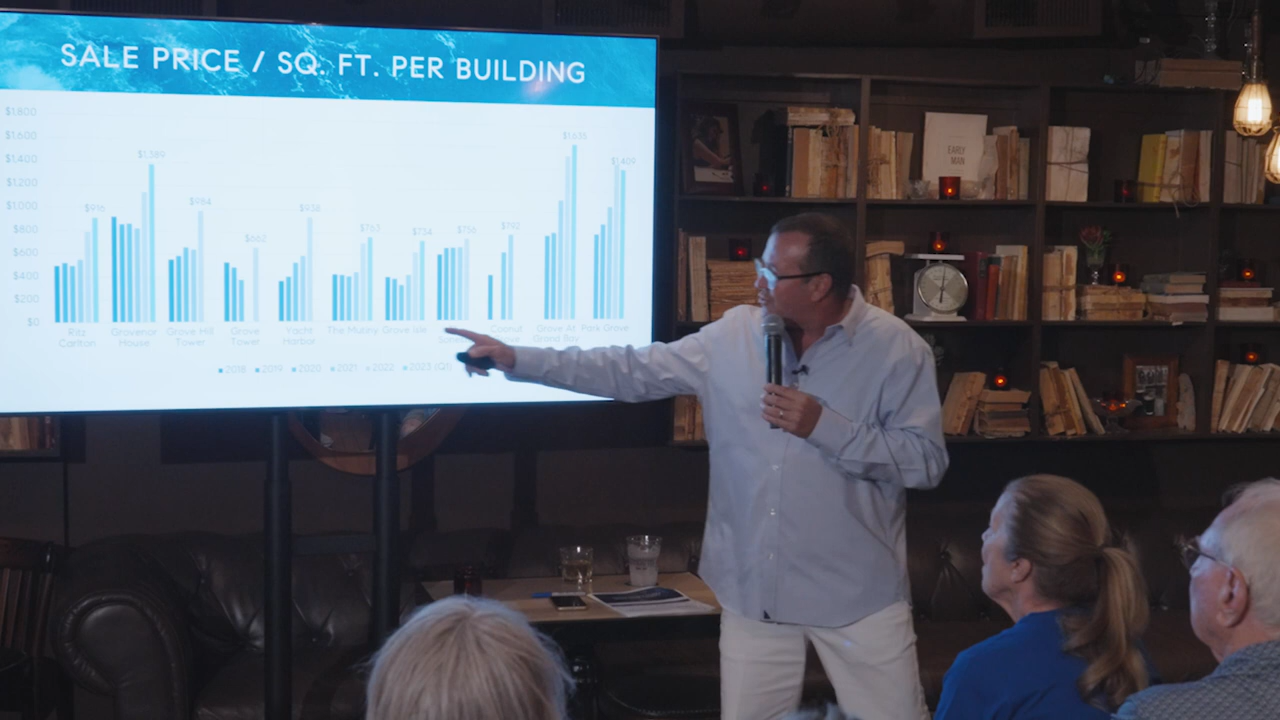 SALE PRICE / SQ. FT. PER BUILDING
$1,800
$1,600
$1,400
$1,200
$1,000
$800
$600
$400
$200
$0
$916
$1,389
$984
$662
$938
$763
$734
$756
$792
$1,635
$1,409
Ritz Carlton
Grovenor House
Grove Hill Tower
Grove Tower
Yacht Harbor
The Mutiny
Grove Isle
Coconut
Grove At Grand Bay
Park Grove
2018 2019 2020 2021 2022 2023 (Q1)
EARLY
MAN